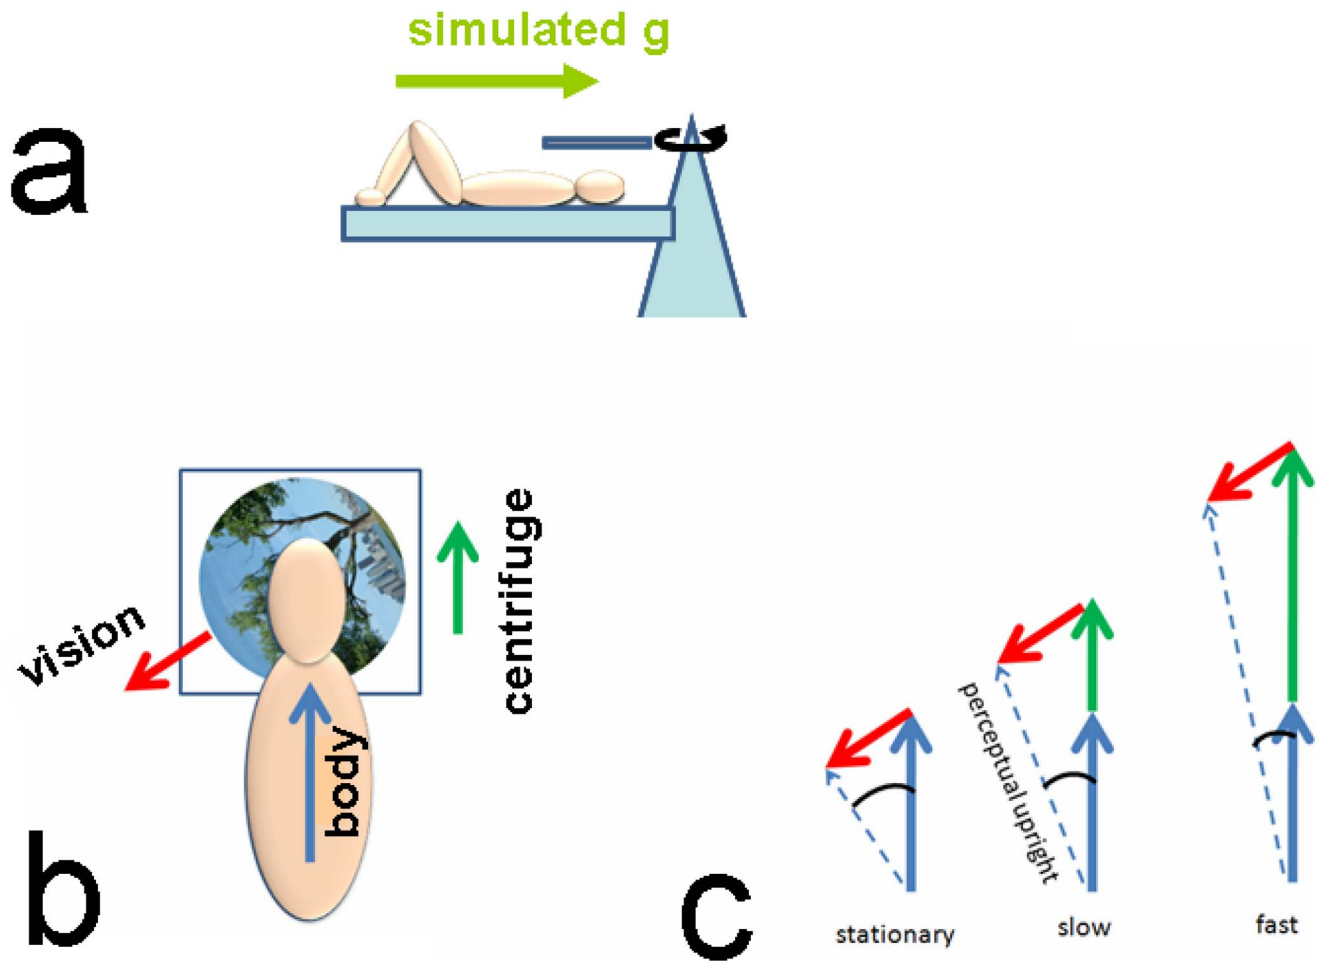 simulated g
a
vision
body
centrifuge
b
perceptual upright
stationary
slow
fast
c